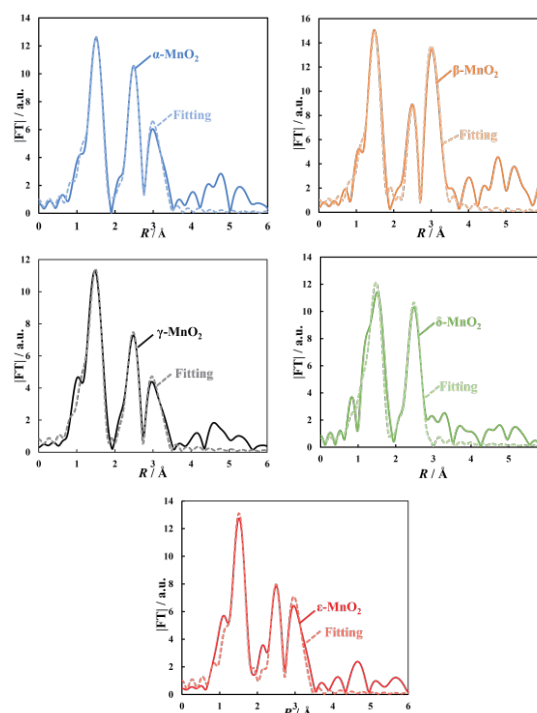 14
12
10
8
6
4
2
0
|FT| / a.u.
α-MnO₂
Fitting
0 1 2 3 4 5 6
R / Å
16
14
12
10
8
6
4
2
0
|FT| / a.u.
β-MnO₂
Fitting
0 1 2 3 4 5
R / Å
12
10
8
6
4
2
0
|FT| / a.u.
γ-MnO₂
Fitting
0 1 2 3 4 5 6
R / Å
14
12
10
8
6
4
2
0
|FT| / a.u.
δ-MnO₂
Fitting
0 1 2 3 4 5
R / Å
14
12
10
8
6
4
2
0
|FT| / a.u.
ε-MnO₂
Fitting
0 1 2 3 4 5 6